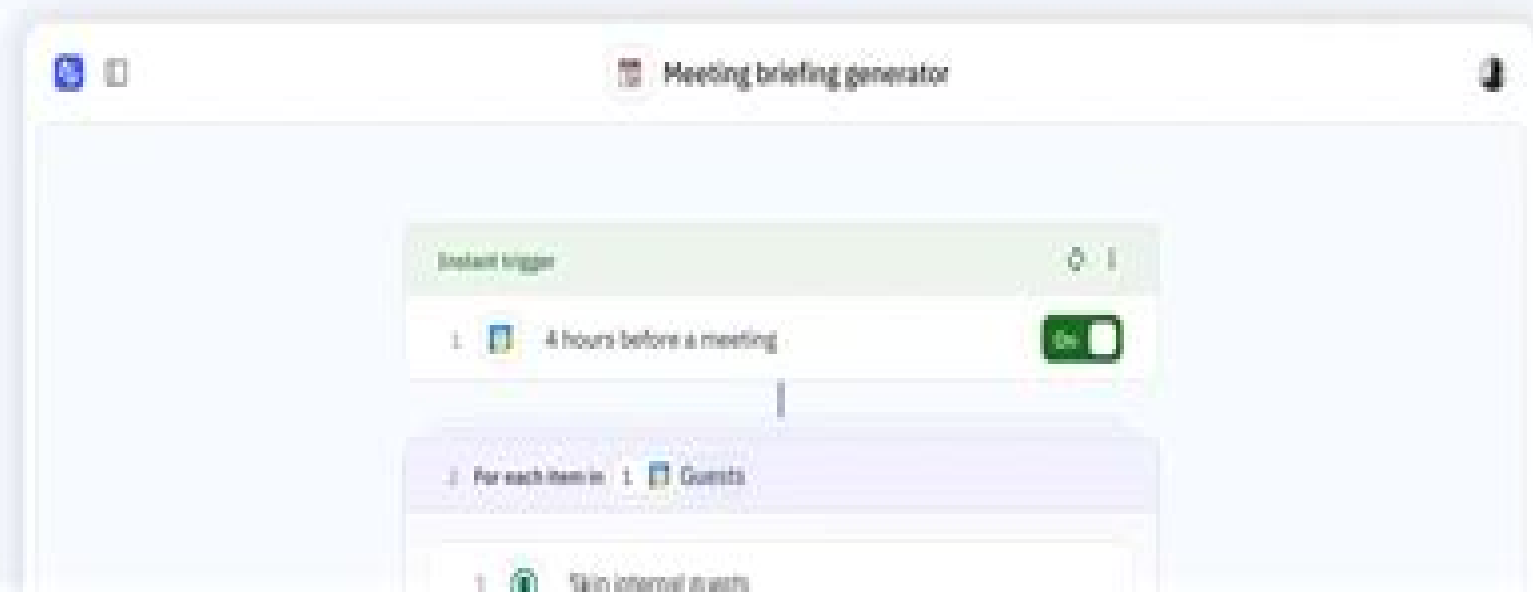 Meeting briefing generator
Instant trigger
1 4 hours before a meeting On
2 For each item in 1 Guests
3 Skip internal guests